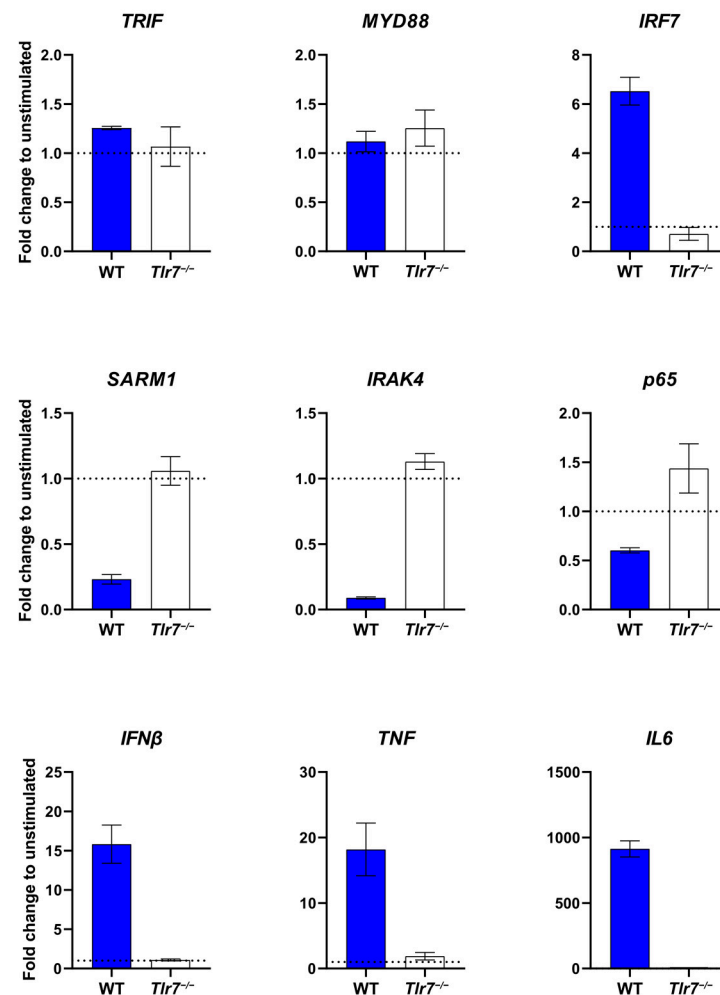 TRIF
MYD88
IRF7
Fold change to unstimulated
2.0
1.5
1.0
0.5
0.0
WT
Tlr7−/−
2.0
1.5
1.0
0.5
0.0
WT
Tlr7−/−
8
6
4
2
0
WT
Tlr7−/−
SARM1
IRAK4
p65
Fold change to unstimulated
1.5
1.0
0.5
0.0
WT
Tlr7−/−
1.5
1.0
0.5
0.0
WT
Tlr7−/−
2.0
1.5
1.0
0.5
0.0
WT
Tlr7−/−
IFNβ
TNF
IL6
Fold change to unstimulated
25
20
15
10
5
0
WT
Tlr7−/−
30
20
10
0
WT
Tlr7−/−
1500
1000
500
0
WT
Tlr7−/−